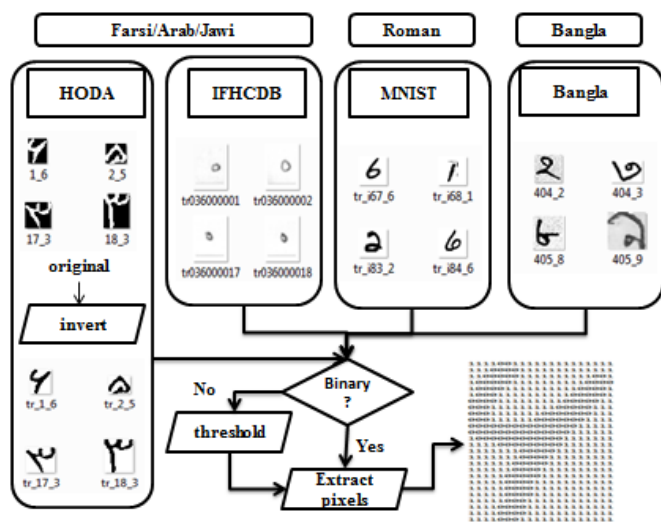 Farsi/Arab/Jawi
Roman
Bangla
HODA
IFHCDB
MNIST
Bangla
1_6
2_5
17_3
18_3
original
invert
tr_1_6
tr_2_5
tr_17_3
tr_18_3
tr036000001
tr036000002
tr036000017
tr036000018
tr_i67_6
tr_i68_1
tr_i83_2
tr_i84_6
404_2
404_3
405_8
405_9
Binary
?
No
Yes
threshold
Extract
pixels